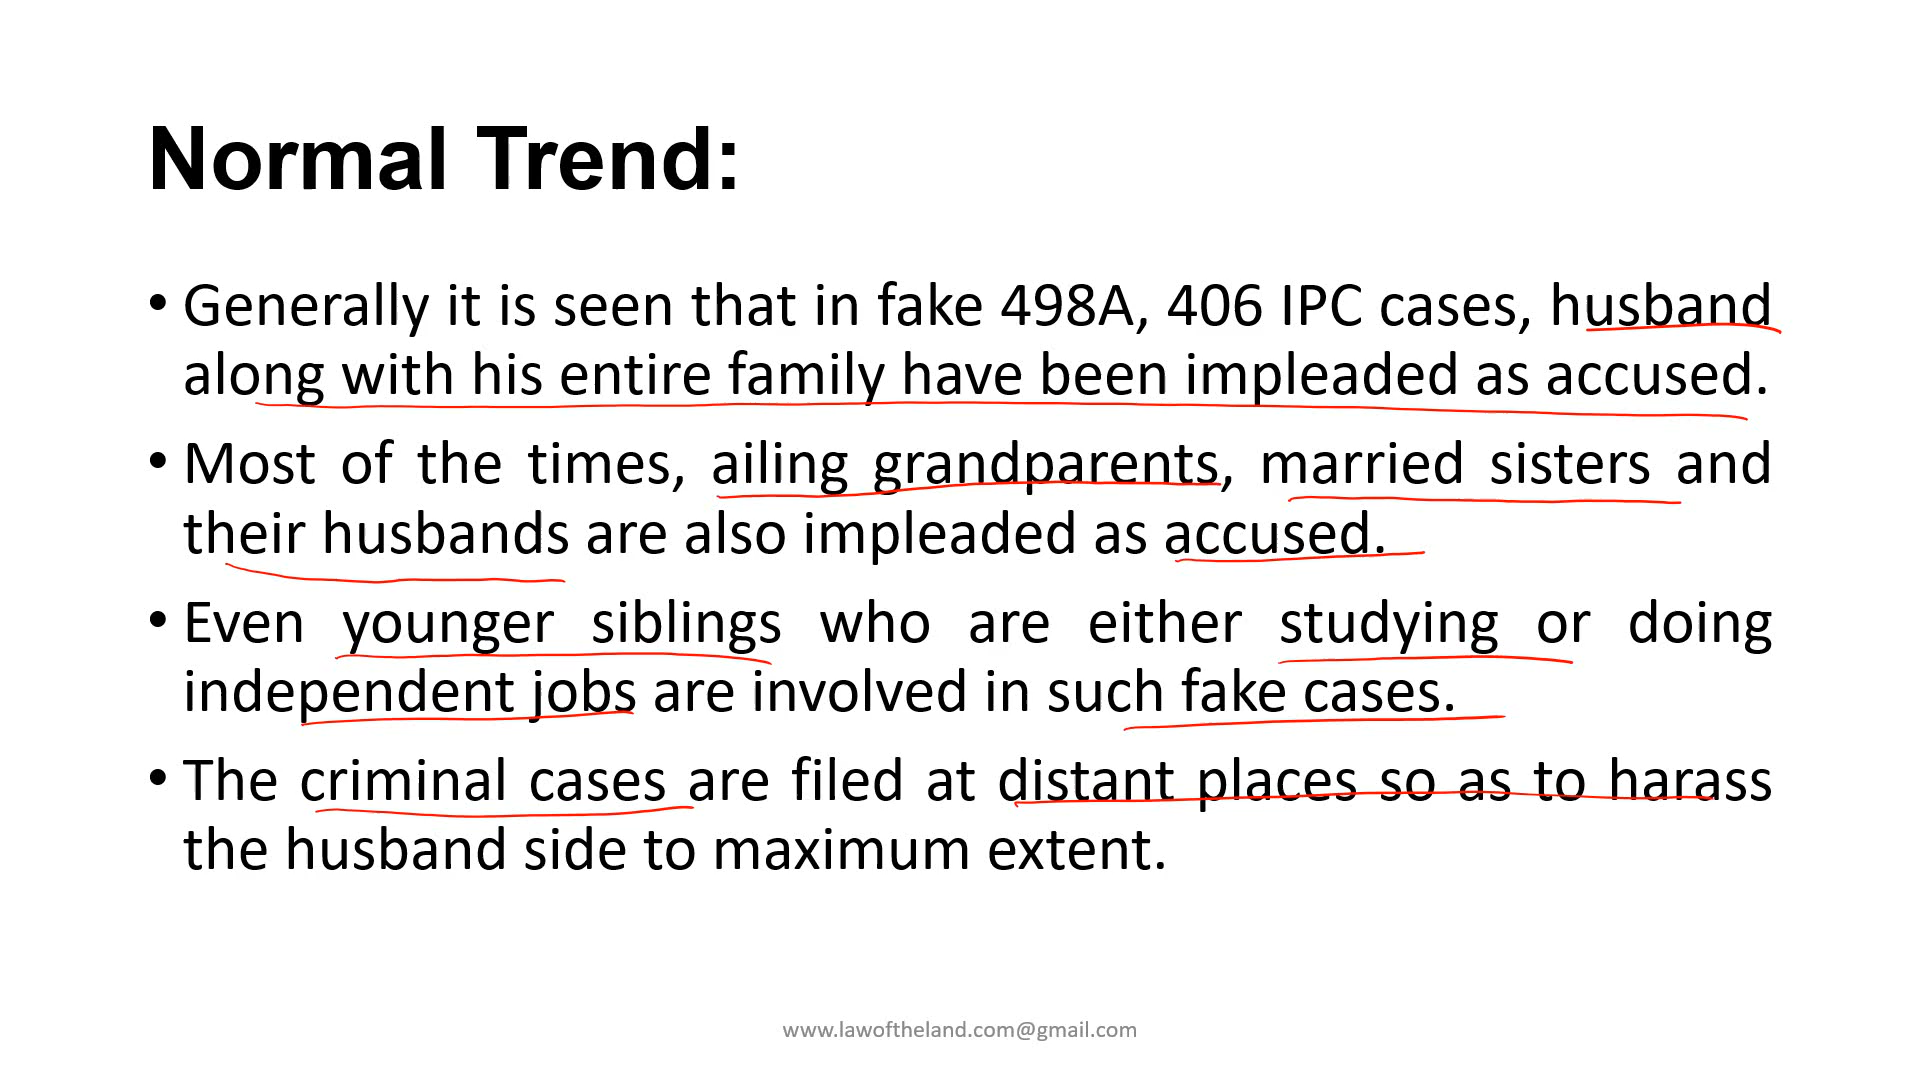 Normal Trend:
• Generally it is seen that in fake 498A, 406 IPC cases, husband
along with his entire family have been impleaded as accused.
• Most of the times, ailing grandparents, married sisters and
their husbands are also impleaded as accused.
• Even younger siblings who are either studying or doing
independent jobs are involved in such fake cases.
• The criminal cases are filed at distant places so as to harass
the husband side to maximum extent.
www.lawoftheland.com@gmail.com